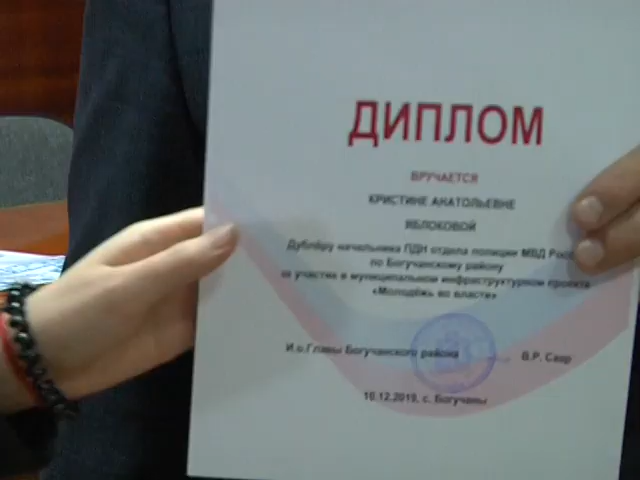 ДИПЛОМ
ВРУЧАЕТСЯ
КРИСТИНЕ АНАТОЛЬЕВНЕ
ЯБЛОКОВОЙ
Дублёру начальника ПДН отдела полиции МВД Росс
по Богучанскому району
за участие в муниципальном инфраструктурном проекте
«Молодёжь во власти»
И.о.Главы Богучанского района В.Р. Саар
10.12.2019, с. Богучаны